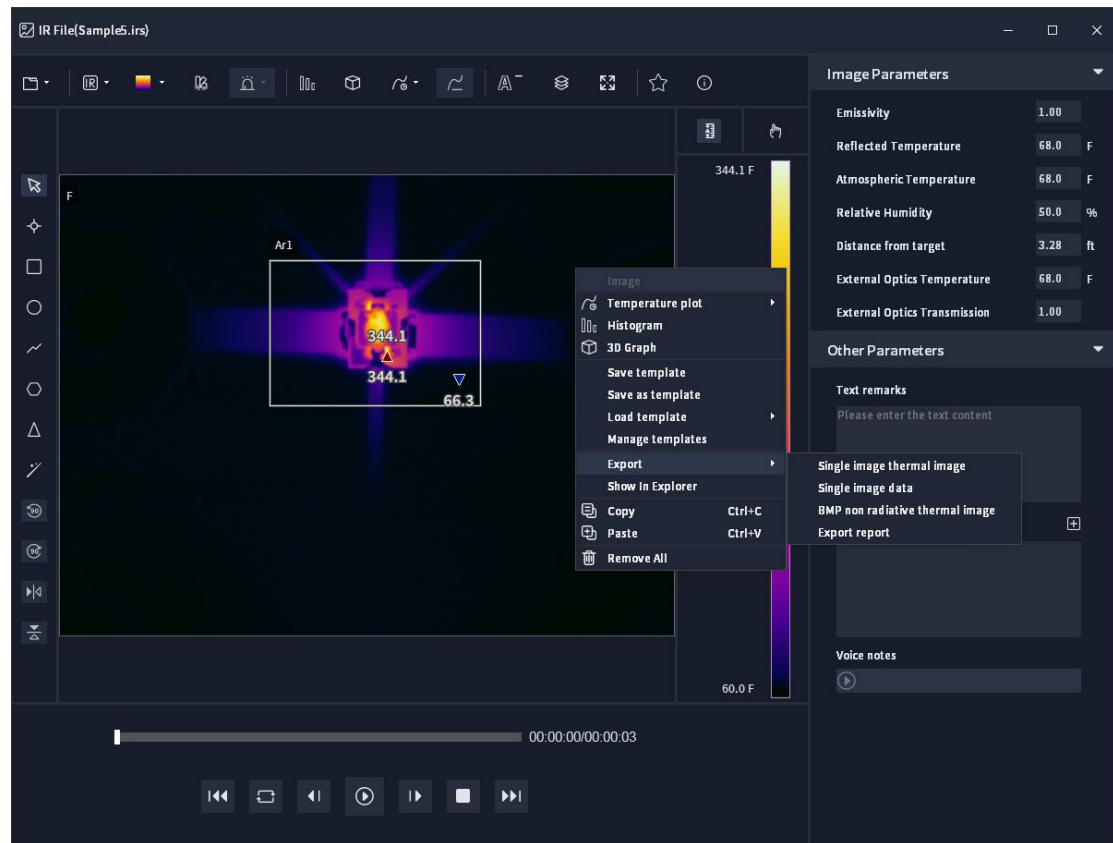 IR File(Sample5.irs)
IR
A
Image Parameters
Emissivity 1.00
Reflected Temperature 68.0 F
Atmospheric Temperature 68.0 F
Relative Humidity 50.0 %
Distance from target 3.28 ft
External Optics Temperature 68.0 F
External Optics Transmission 1.00
Other Parameters
Text remarks
Please enter the text content
Voice notes
F
Ar1
344.1
344.1
66.3
344.1 F
60.0 F
90
90
Image
Temperature plot
Histogram
3D Graph
Save template
Save as template
Load template
Manage templates
Export
Show In Explorer
Copy Ctrl+C
Paste Ctrl+V
Remove All
Single image thermal image
Single image data
BMP non radiative thermal image
Export report
00:00:00/00:00:03